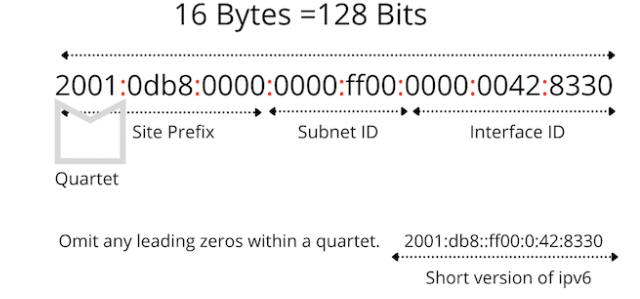 16 Bytes =128 Bits
2001:0db8:0000:0000:ff00:0000:0042:8330
Site Prefix Subnet ID Interface ID
Quartet
Omit any leading zeros within a quartet. 2001:db8::ff00:0:42:8330
Short version of ipv6